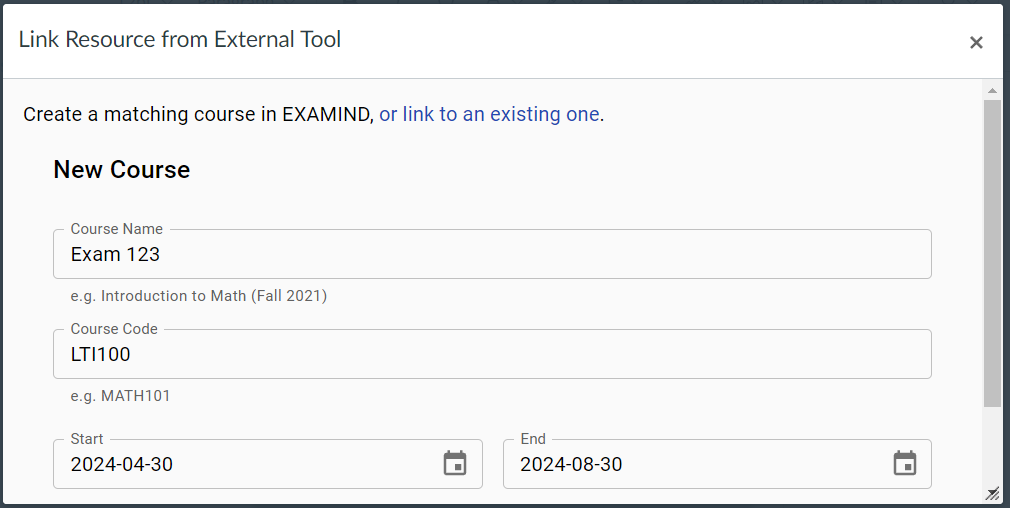 Link Resource from External Tool
Create a matching course in EXAMIND, or link to an existing one.
New Course
Course Name
Exam 123
e.g. Introduction to Math (Fall 2021)
Course Code
LTI100
e.g. MATH101
Start
2024-04-30
End
2024-08-30